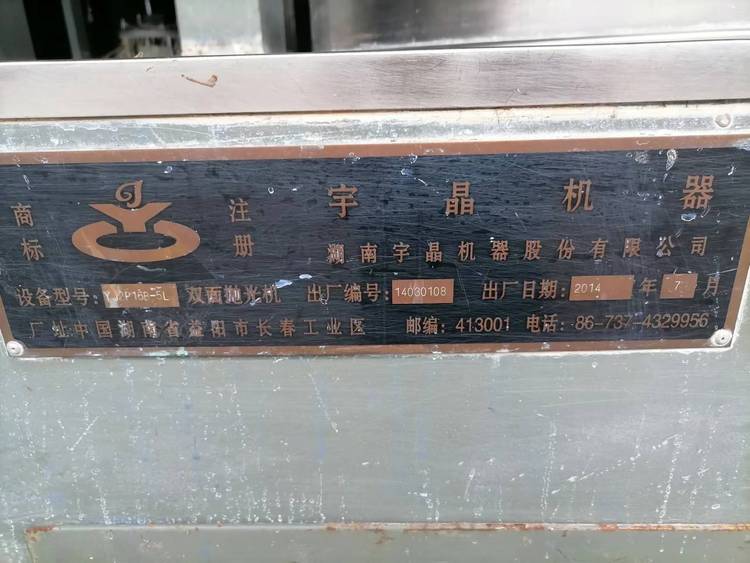 商标 注册 宇晶机器
湖南宇晶机器股份有限公司
设备型号: YJ2P16B-5L 双面抛光机 出厂编号: 14030108 出厂日期: 2014 年 7 月
厂址中国湖南省益阳市长春工业区 邮编: 413001 电话: 86-737-4329956